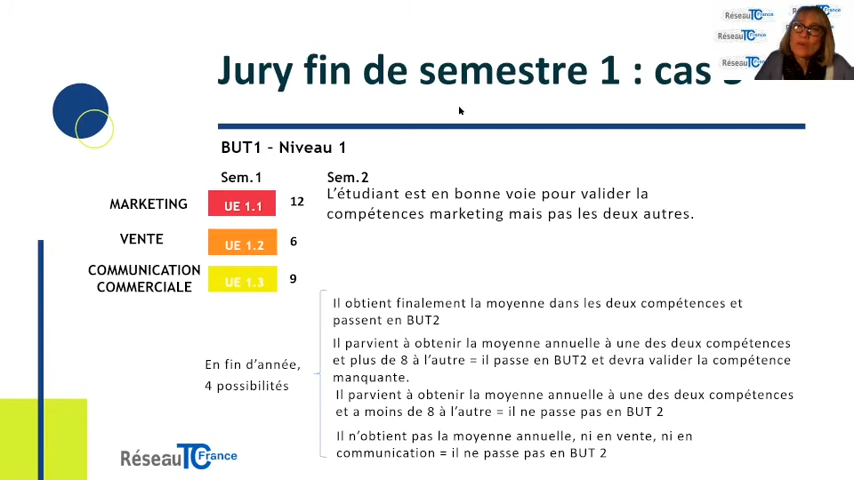 Jury fin de semestre 1 : cas
RéseauTCFrance
BUT1 – Niveau 1
Sem.1
Sem.2
MARKETING
UE 1.1
12
L’étudiant est en bonne voie pour valider la
compétences marketing mais pas les deux autres.
VENTE
UE 1.2
6
COMMUNICATION
COMMERCIALE
UE 1.3
9
En fin d’année,
4 possibilités
Il obtient finalement la moyenne dans les deux compétences et
passent en BUT2
Il parvient à obtenir la moyenne annuelle à une des deux compétences
et plus de 8 à l’autre = il passe en BUT2 et devra valider la compétence
manquante.
Il parvient à obtenir la moyenne annuelle à une des deux compétences
et a moins de 8 à l’autre = il ne passe pas en BUT 2
Il n’obtient pas la moyenne annuelle, ni en vente, ni en
communication = il ne passe pas en BUT 2
RéseauTCFrance